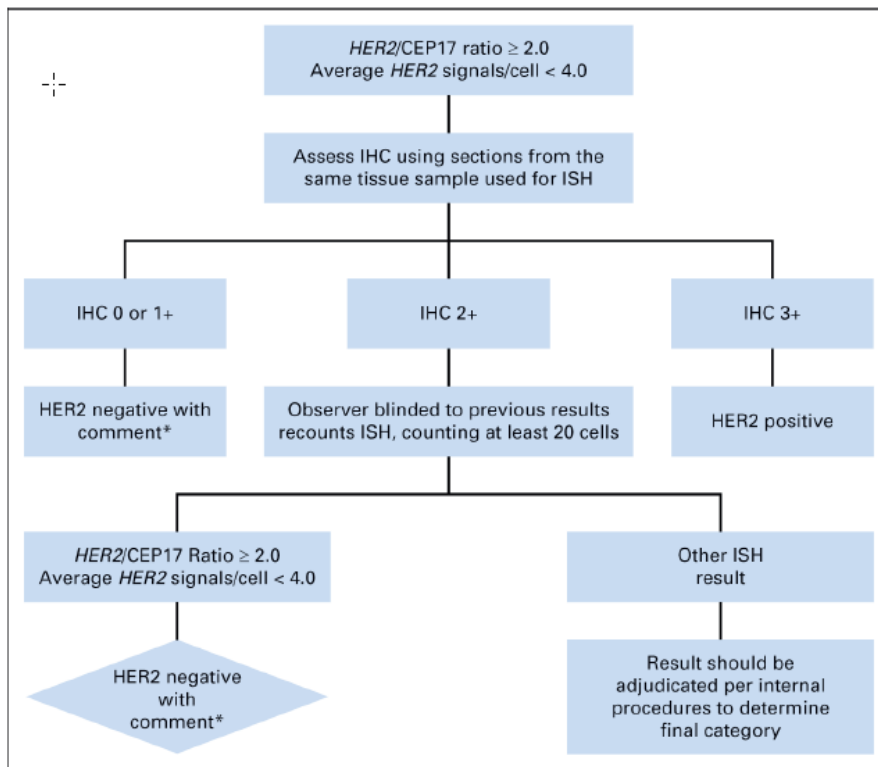 HER2/CEP17 ratio ≥ 2.0
Average HER2 signals/cell < 4.0
Assess IHC using sections from the
same tissue sample used for ISH
IHC 0 or 1+
IHC 2+
IHC 3+
HER2 negative with
comment*
Observer blinded to previous results
recounts ISH, counting at least 20 cells
HER2 positive
HER2/CEP17 Ratio ≥ 2.0
Average HER2 signals/cell < 4.0
Other ISH
result
HER2 negative
with
comment*
Result should be
adjudicated per internal
procedures to determine
final category